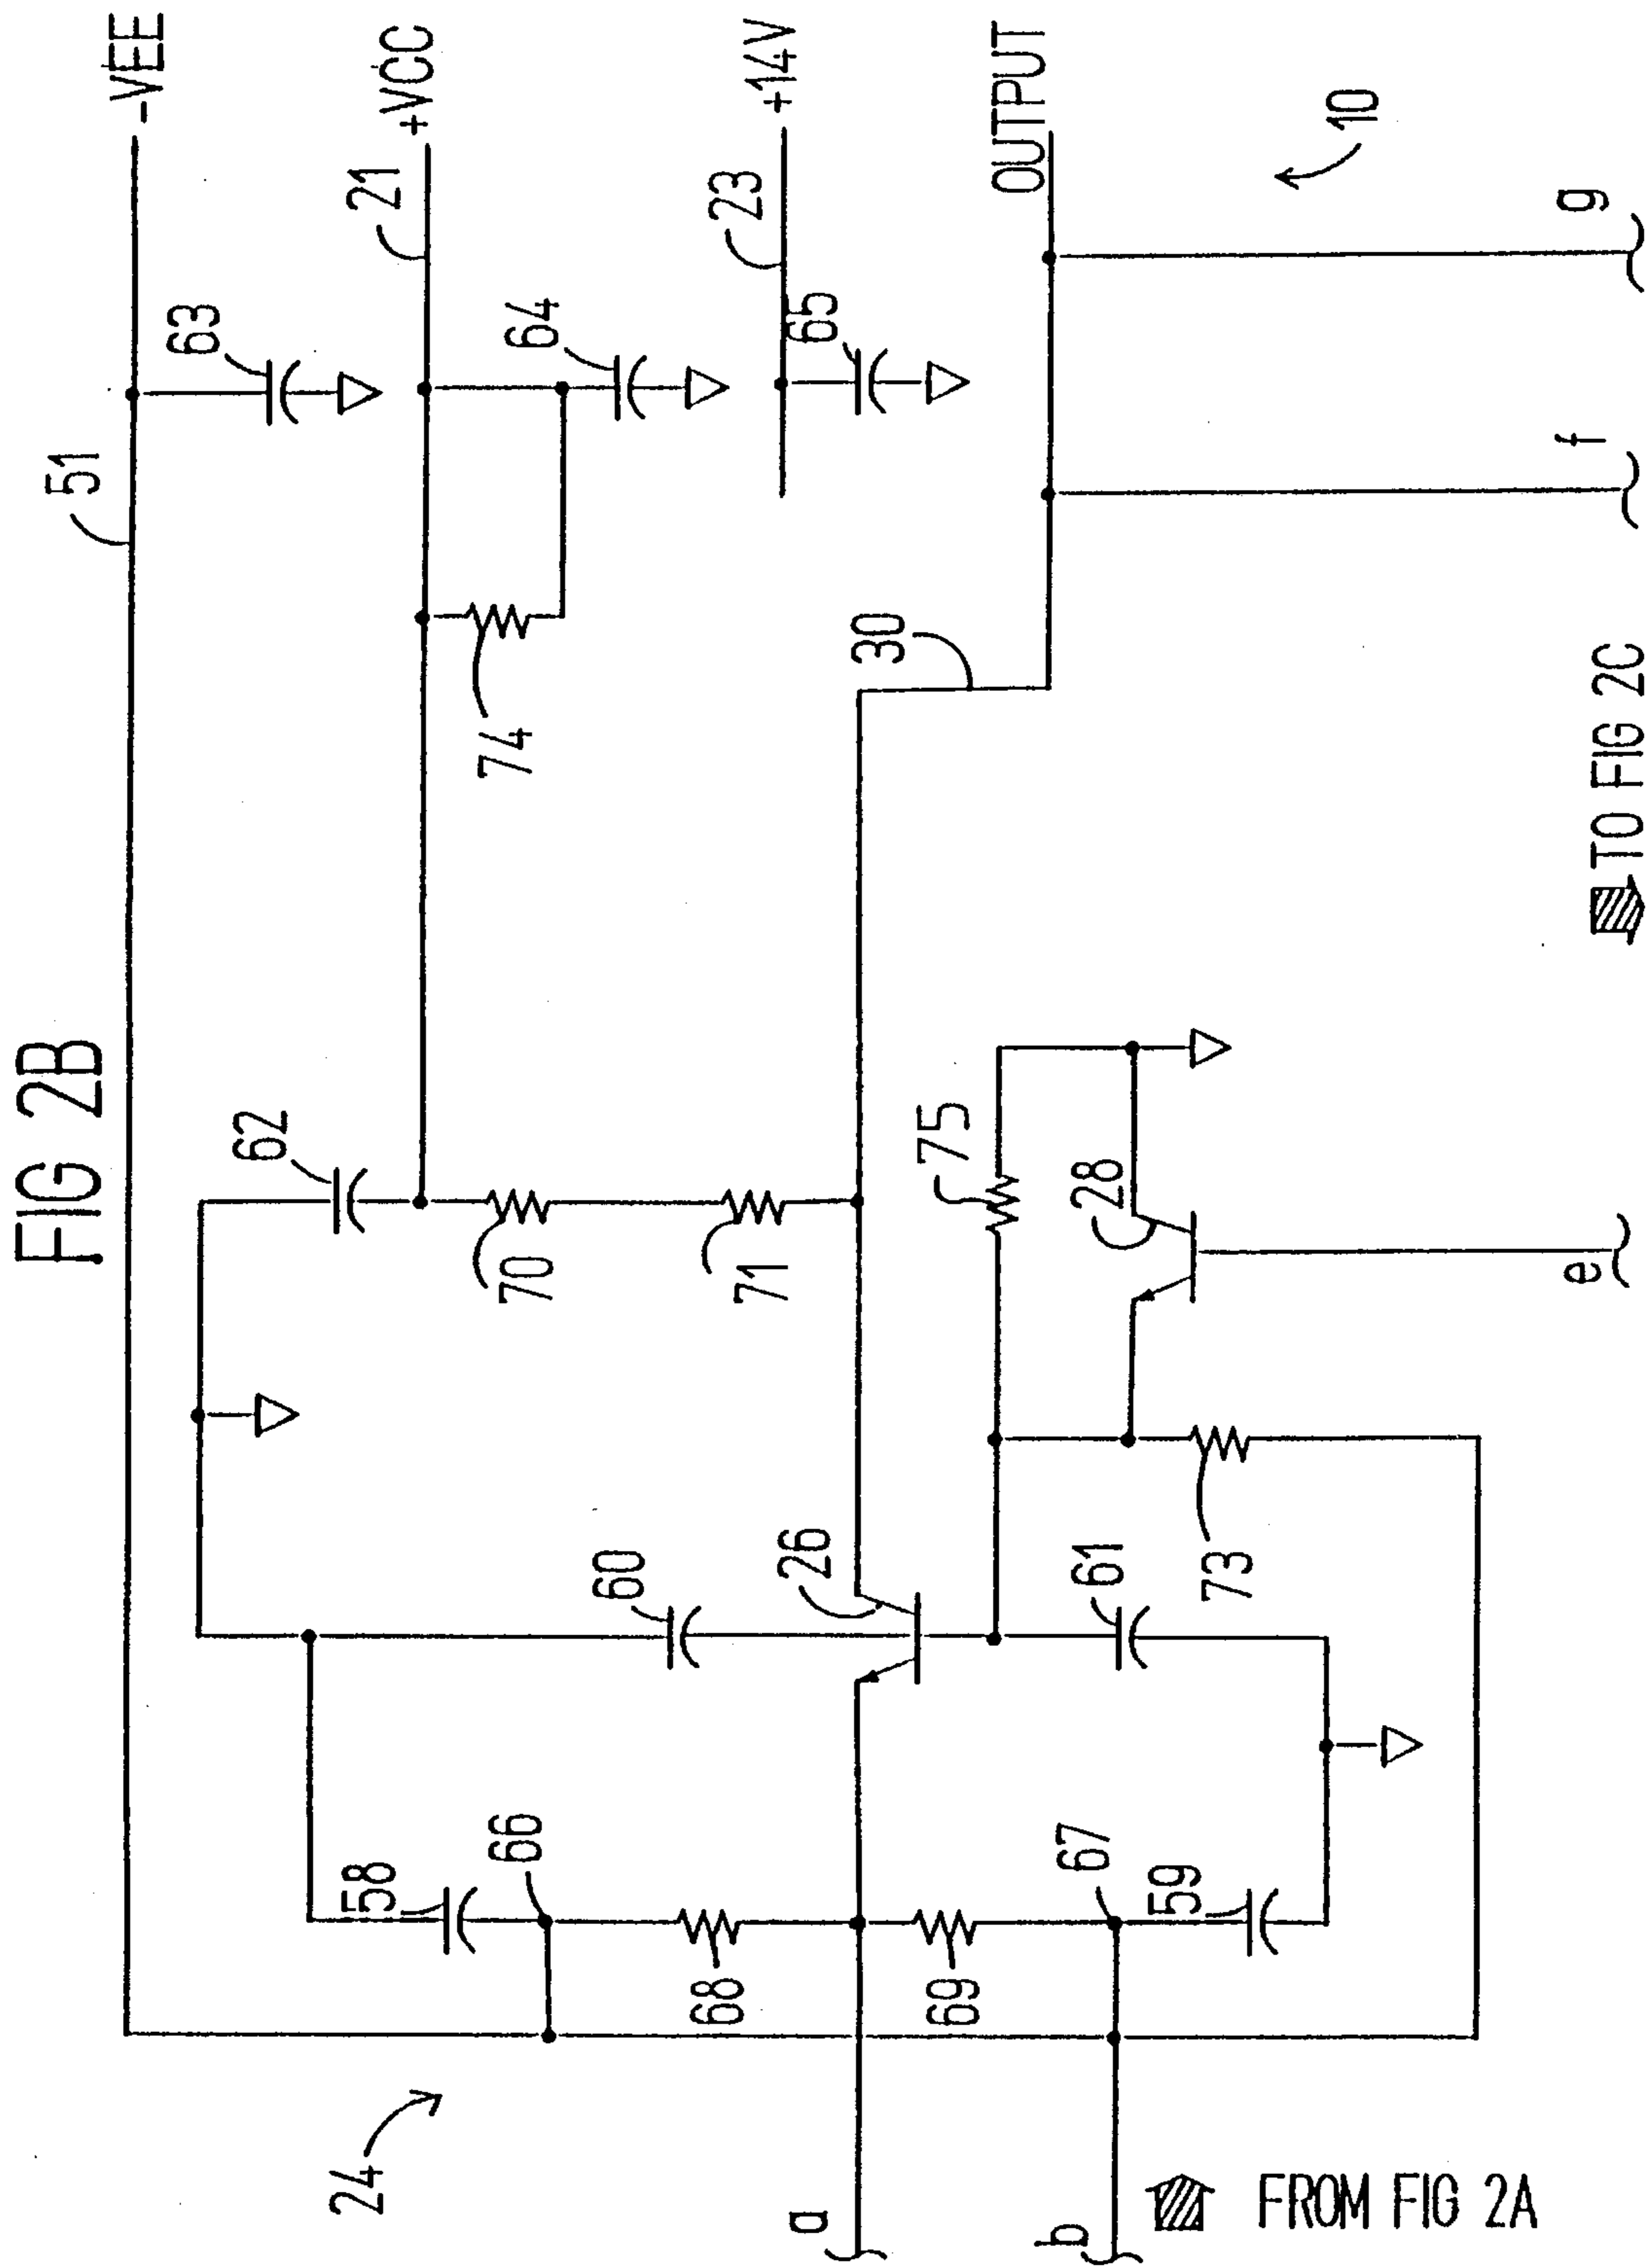 FIG 2B
-VEE
51
63
+VCC
21
62
64
74
70
+14V
23
65
71
58
66
60
68
26
30
OUTPUT
75
28
69
67
61
59
73
24
a
b
e
f
g
10
FROM FIG 2A
TO FIG 2C